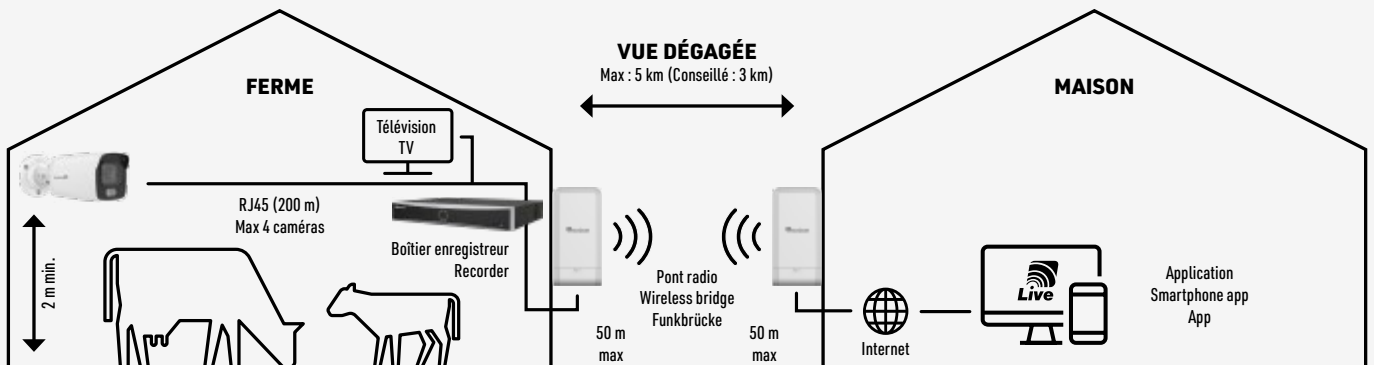 VUE DÉGAGÉE
Max : 5 km (Conseillé : 3 km)
FERME
MAISON
Télévision
TV
RJ45 (200 m)
Max 4 caméras
Boîtier enregistreur
Recorder
2 m min.
Pont radio
Wireless bridge
Funkbrücke
50 m
max
50 m
max
Internet
Live
Application
Smartphone app
App